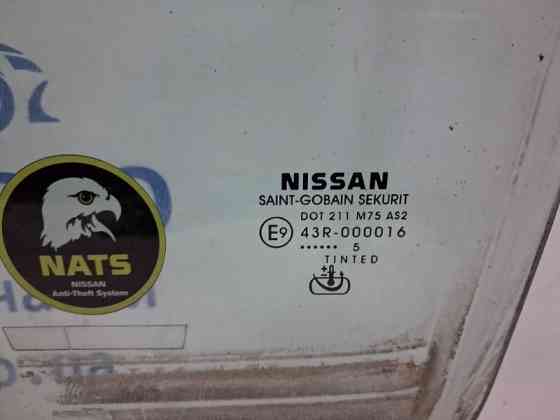 NISSAN
SAINT-GOBAIN SEKURIT
DOT 211 M75 AS2
E9 43R-000016
•••••• 5
TINTED
NATS
NISSAN
Anti-Theft System